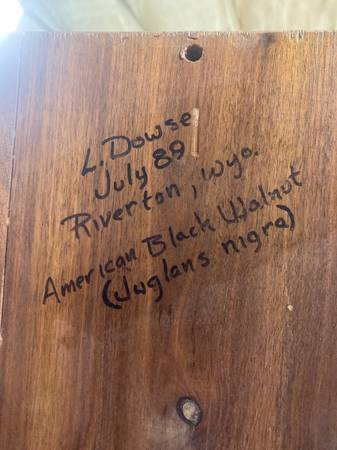 L. Dowse
July 89
Riverton, Wyo.
American Black Walnut
(Juglans nigra)